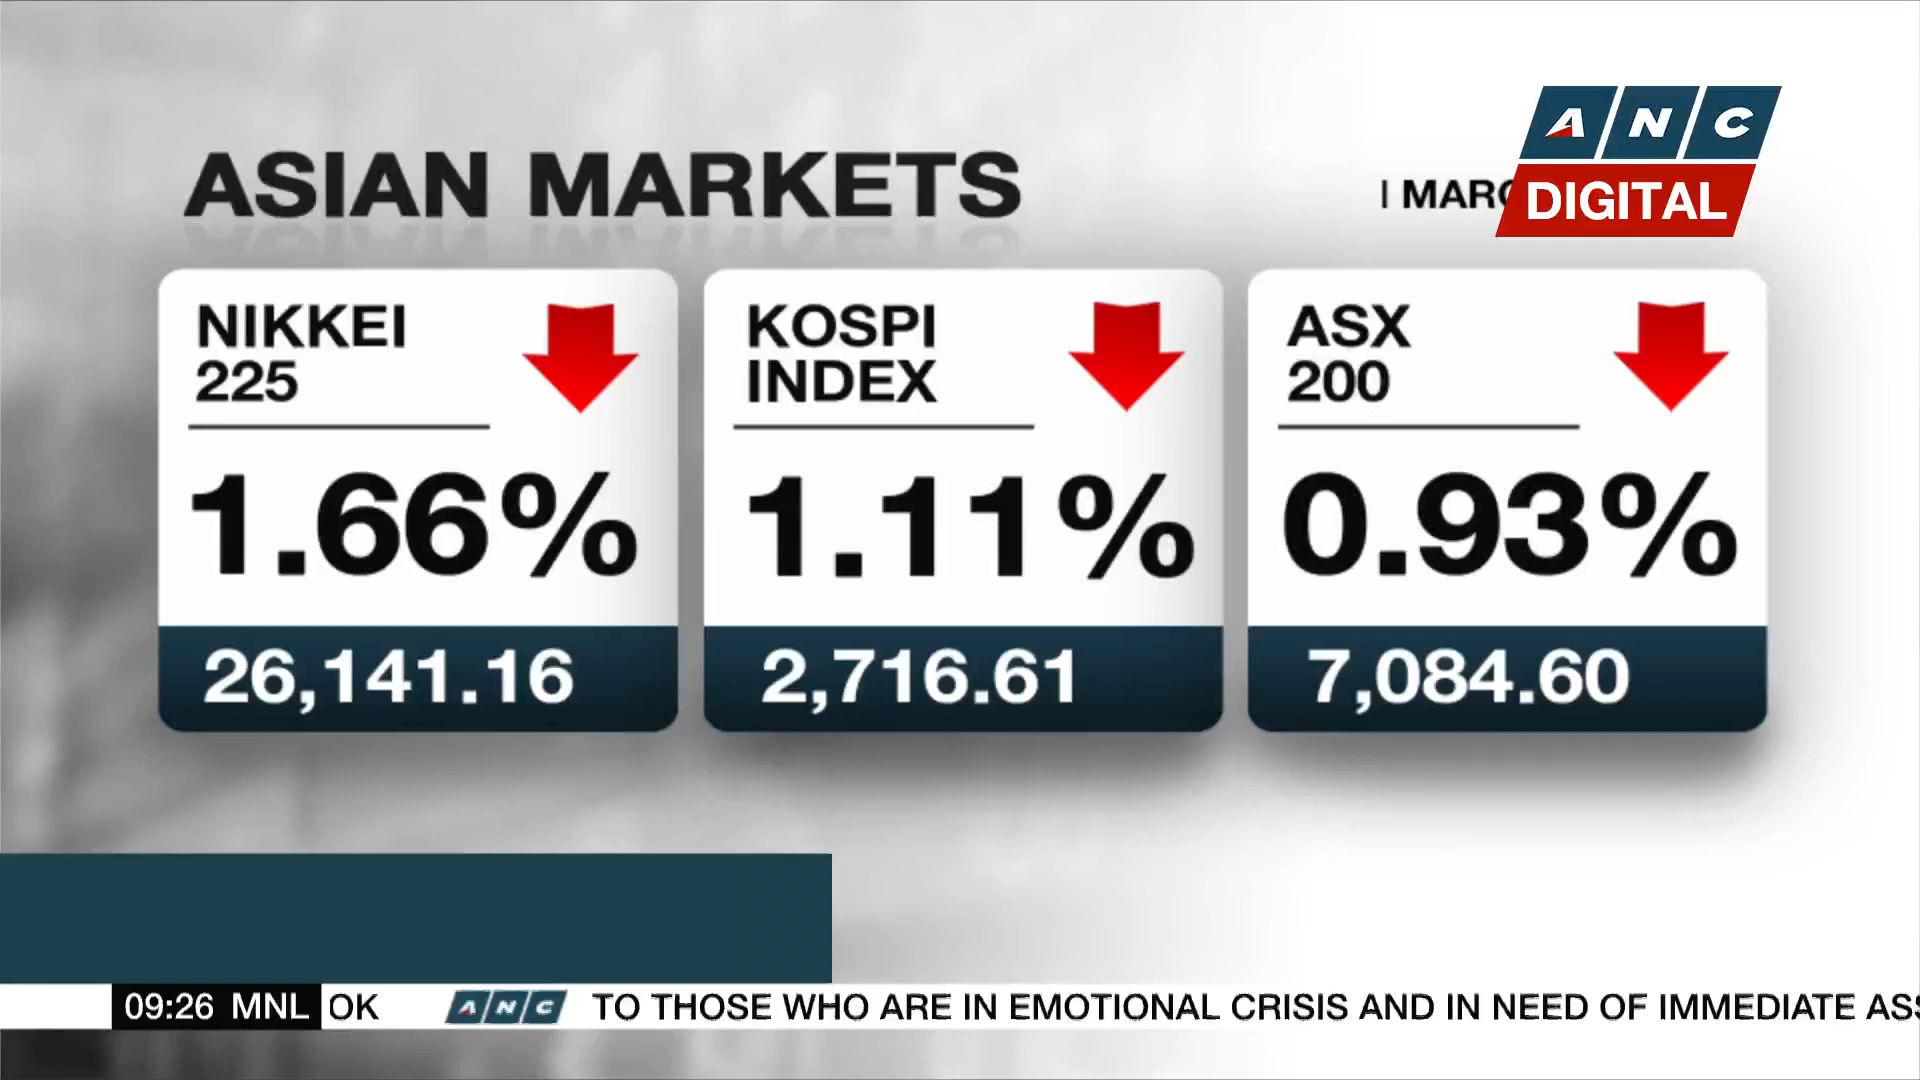 ANC
DIGITAL
ASIAN MARKETS
NIKKEI
225
1.66%
26,141.16
KOSPI
INDEX
1.11%
2,716.61
ASX
200
0.93%
7,084.60
09:26 MNL OK ANC TO THOSE WHO ARE IN EMOTIONAL CRISIS AND IN NEED OF IMMEDIATE